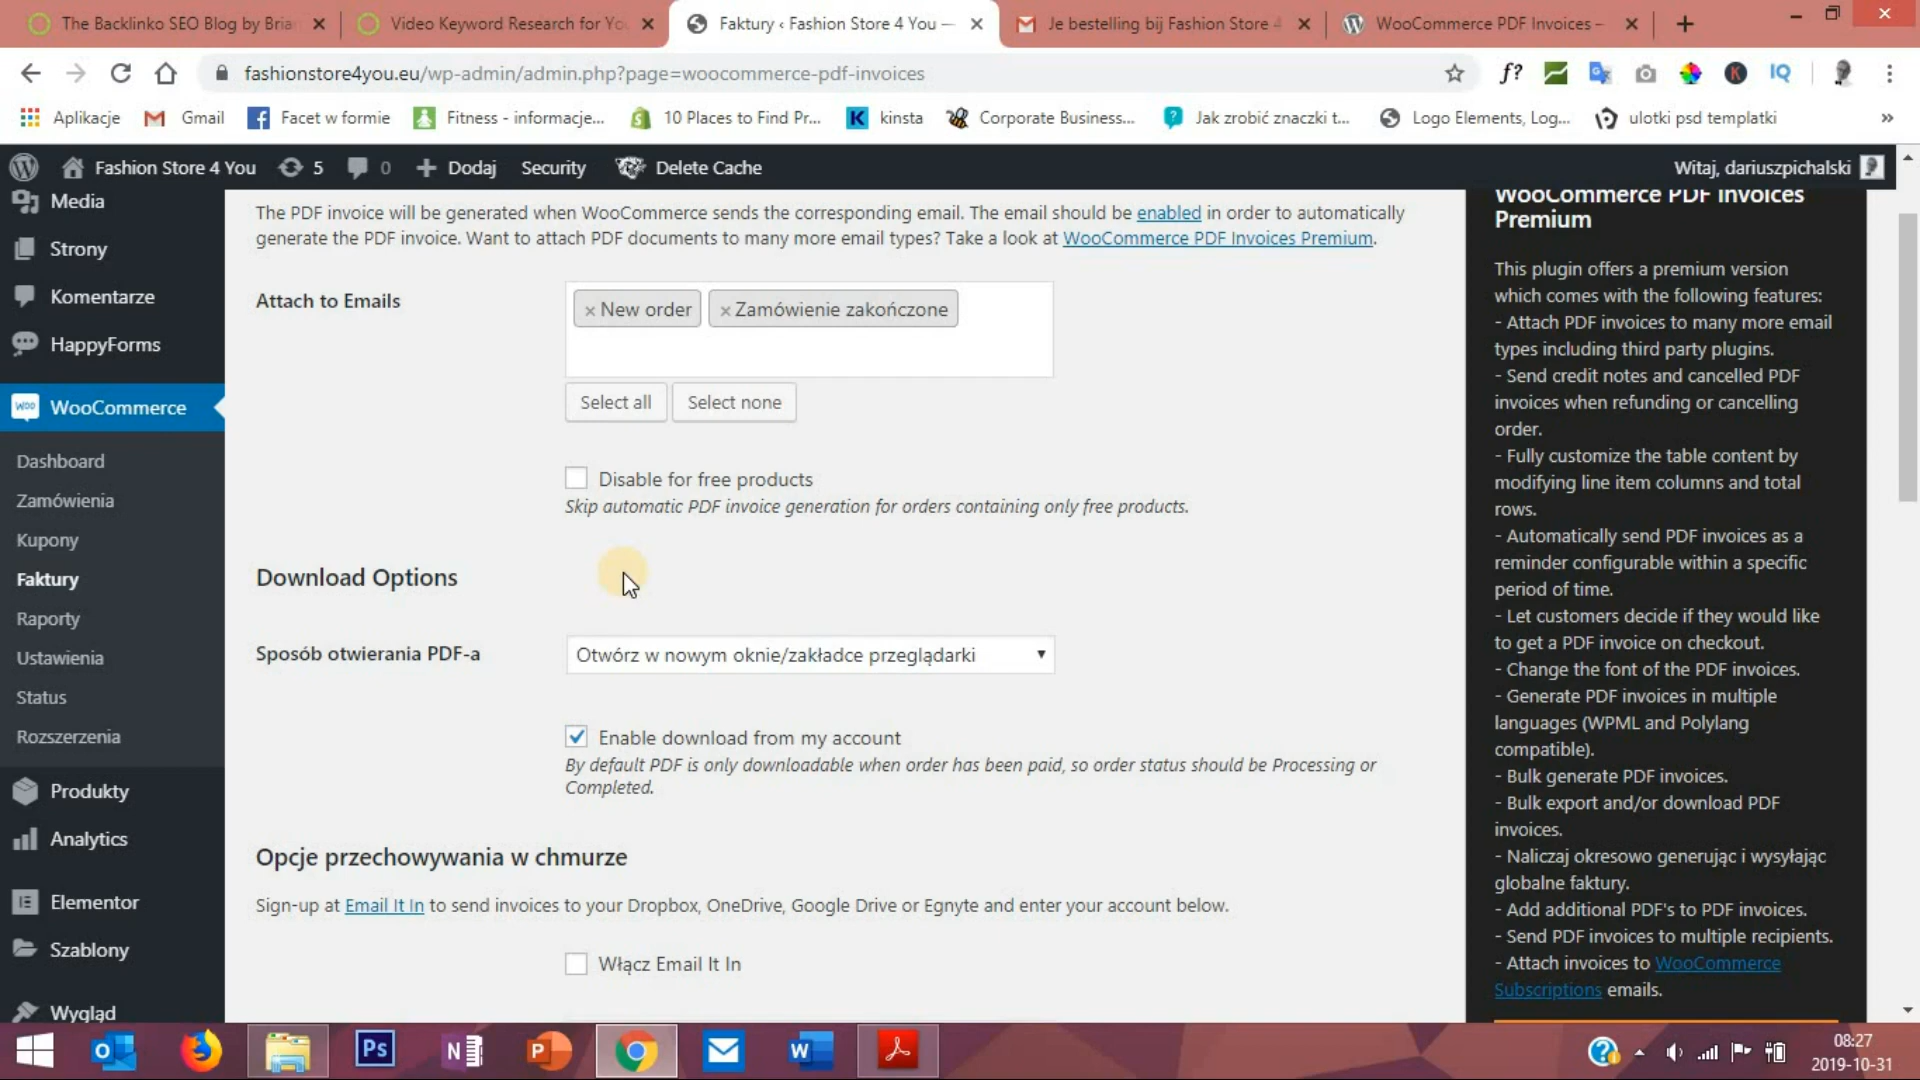 The Backlinko SEO Blog by Bria
Video Keyword Research for Yo
Faktury ‹ Fashion Store 4 You —
Je bestelling bij Fashion Store 4
WooCommerce PDF Invoices –
fashionstore4you.eu/wp-admin/admin.php?page=woocommerce-pdf-invoices
f?
IQ
Aplikacje
Gmail
Facet w formie
Fitness - informacje...
10 Places to Find Pr...
kinsta
Corporate Business...
Jak zrobić znaczki t...
Logo Elements, Log...
ulotki psd templatki
»
Fashion Store 4 You
5
0
Dodaj
Security
Delete Cache
Witaj, dariuszpichalski
Media
Strony
Komentarze
HappyForms
WooCommerce
Dashboard
Zamówienia
Kupony
Faktury
Raporty
Ustawienia
Status
Rozszerzenia
Produkty
Analytics
Elementor
Szablony
Wygląd
The PDF invoice will be generated when WooCommerce sends the corresponding email. The email should be enabled in order to automatically
generate the PDF invoice. Want to attach PDF documents to many more email types? Take a look at WooCommerce PDF Invoices Premium.
Attach to Emails
× New order
× Zamówienie zakończone
Select all
Select none
Disable for free products
Skip automatic PDF invoice generation for orders containing only free products.
Download Options
Sposób otwierania PDF-a
Otwórz w nowym oknie/zakładce przeglądarki
Enable download from my account
By default PDF is only downloadable when order has been paid, so order status should be Processing or
Completed.
Opcje przechowywania w chmurze
Sign-up at Email It In to send invoices to your Dropbox, OneDrive, Google Drive or Egnyte and enter your account below.
Włącz Email It In
WooCommerce PDF Invoices
Premium
This plugin offers a premium version
which comes with the following features:
- Attach PDF invoices to many more email
types including third party plugins.
- Send credit notes and cancelled PDF
invoices when refunding or cancelling
order.
- Fully customize the table content by
modifying line item columns and total
rows.
- Automatically send PDF invoices as a
reminder configurable within a specific
period of time.
- Let customers decide if they would like
to get a PDF invoice on checkout.
- Change the font of the PDF invoices.
- Generate PDF invoices in multiple
languages (WPML and Polylang
compatible).
- Bulk generate PDF invoices.
- Bulk export and/or download PDF
invoices.
- Naliczaj okresowo generując i wysyłając
globalne faktury.
- Add additional PDF's to PDF invoices.
- Send PDF invoices to multiple recipients.
- Attach invoices to WooCommerce
Subscriptions emails.
Ps
08:27
2019-10-31